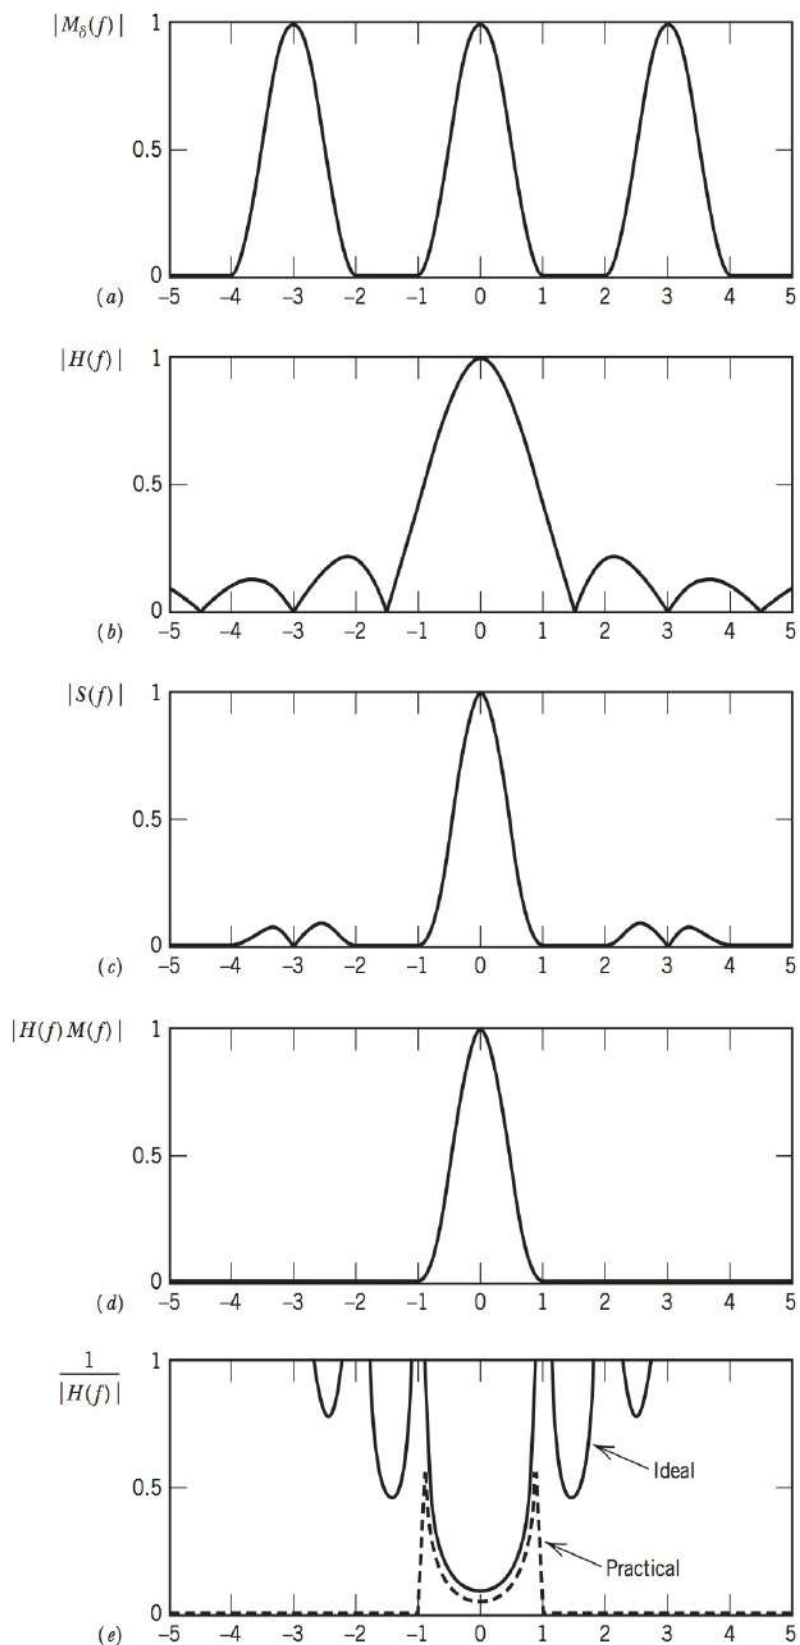 |M_δ(f)|
1
0.5
0
(a) −5 −4 −3 −2 −1 0 1 2 3 4 5
|H(f)|
1
0.5
0
(b) −5 −4 −3 −2 −1 0 1 2 3 4 5
|S(f)|
1
0.5
0
(c) −5 −4 −3 −2 −1 0 1 2 3 4 5
|H(f)M(f)|
1
0.5
0
(d) −5 −4 −3 −2 −1 0 1 2 3 4 5
1
1
|H(f)|
Ideal
0.5
Practical
0
(e) −5 −4 −3 −2 −1 0 1 2 3 4 5